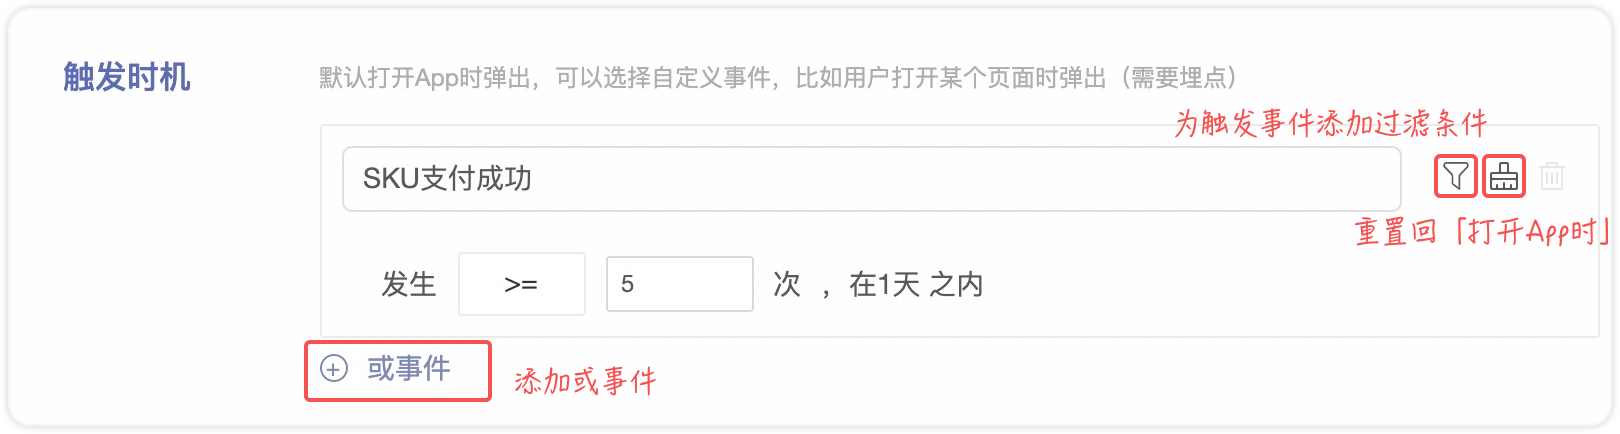 触发时机
默认打开App时弹出，可以选择自定义事件，比如用户打开某个页面时弹出（需要埋点）
为触发事件添加过滤条件
SKU支付成功
重置回「打开App时」
发生 >= 5 次 ，在1天 之内
或事件
添加或事件